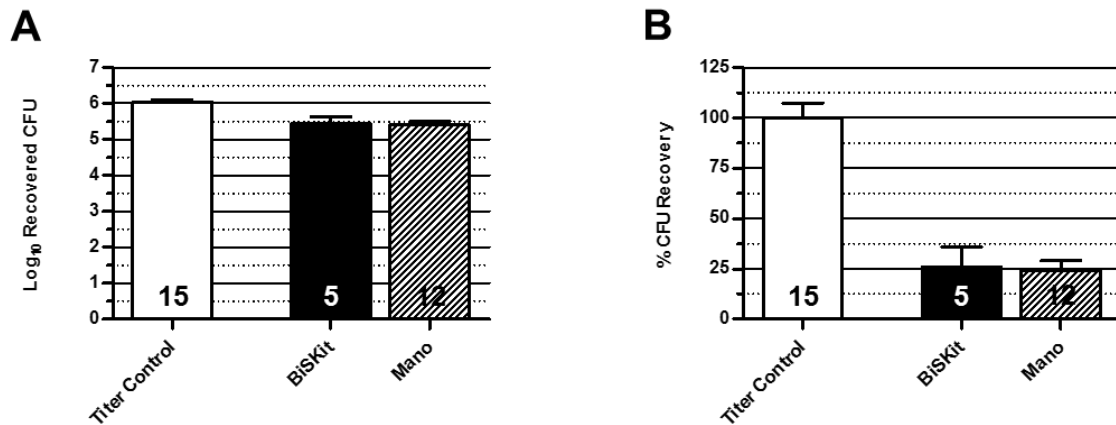 A
Log10 Recovered CFU
7
6
5
4
3
2
1
0
15
5
12
Titer Control
BiSKit
Mano
B
% CFU Recovery
125
100
75
50
25
0
15
5
12
Titer Control
BiSKit
Mano